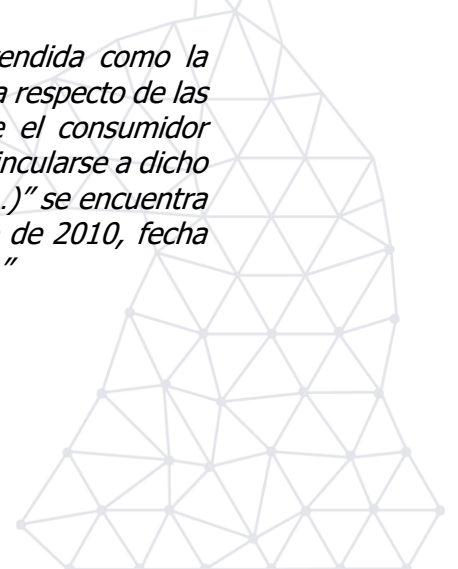 endida como la
a respecto de las
e el consumidor
incularse a dicho
.)” se encuentra
o de 2010, fecha
.”